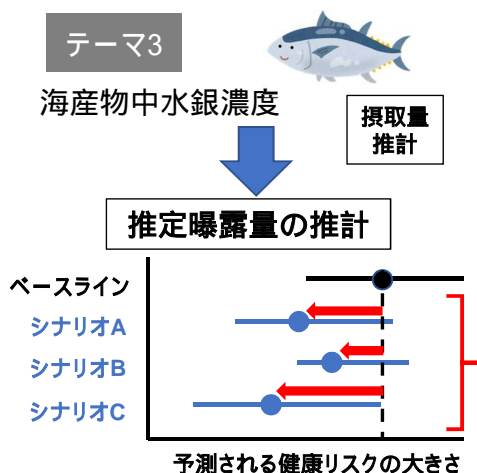 テーマ3
海産物中水銀濃度
摂取量
推計
推定曝露量の推計
ベースライン
シナリオA
シナリオB
シナリオC
予測される健康リスクの大きさ